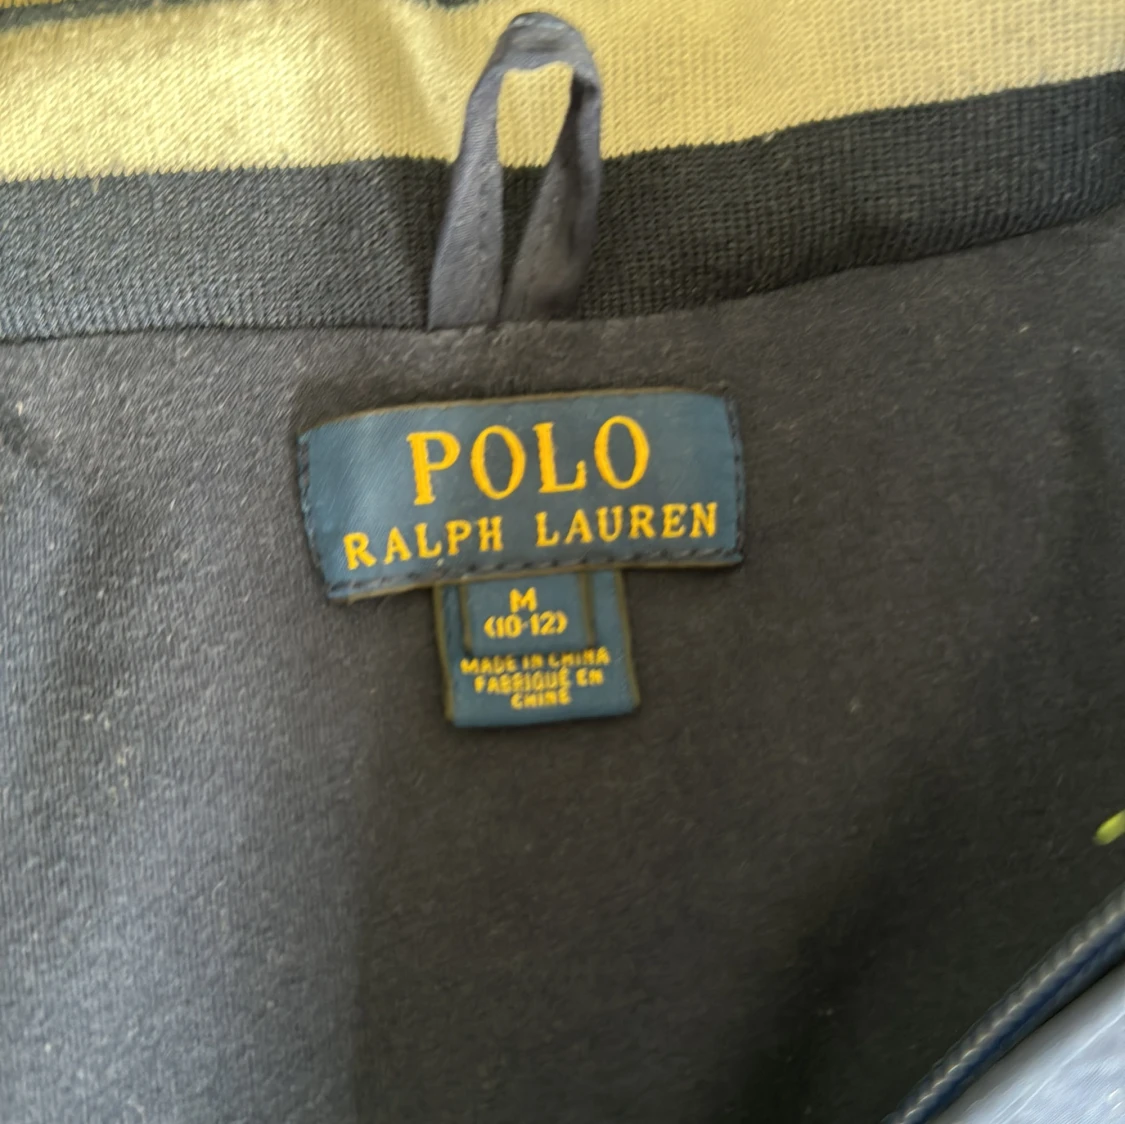 POLO
RALPH LAUREN
M
(10-12)
MADE IN CHINA
FABRIQUÉ EN
CHINE